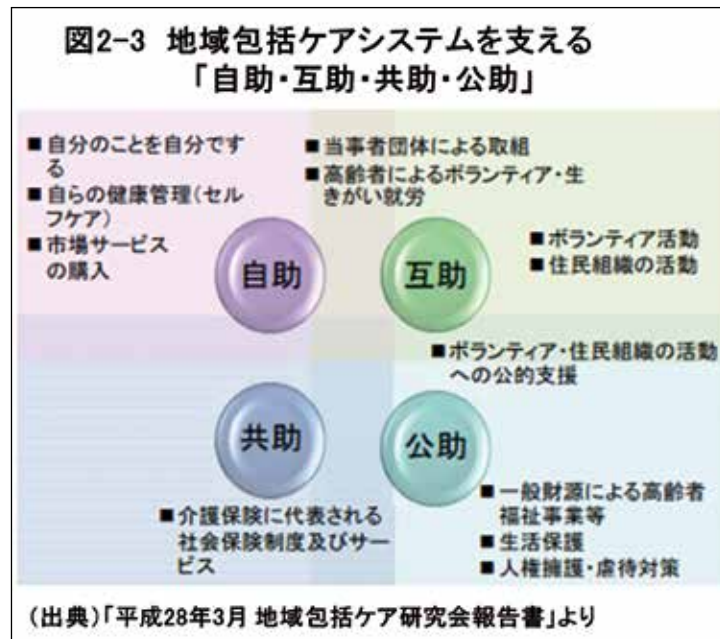 図2-3 地域包括ケアシステムを支える
「自助・互助・共助・公助」
■自分のことを自分です
る
■自らの健康管理(セル
フケア)
■市場サービス
の購入
■当事者団体による取組
■高齢者によるボランティア・生
きがい就労
■ボランティア活動
■住民組織の活動
自助
互助
■ボランティア・住民組織の活動
への公的支援
共助
公助
■介護保険に代表される
社会保険制度及びサー
ビス
■一般財源による高齢者
福祉事業等
■生活保護
■人権擁護・虐待対策
(出典)「平成28年3月 地域包括ケア研究会報告書」より